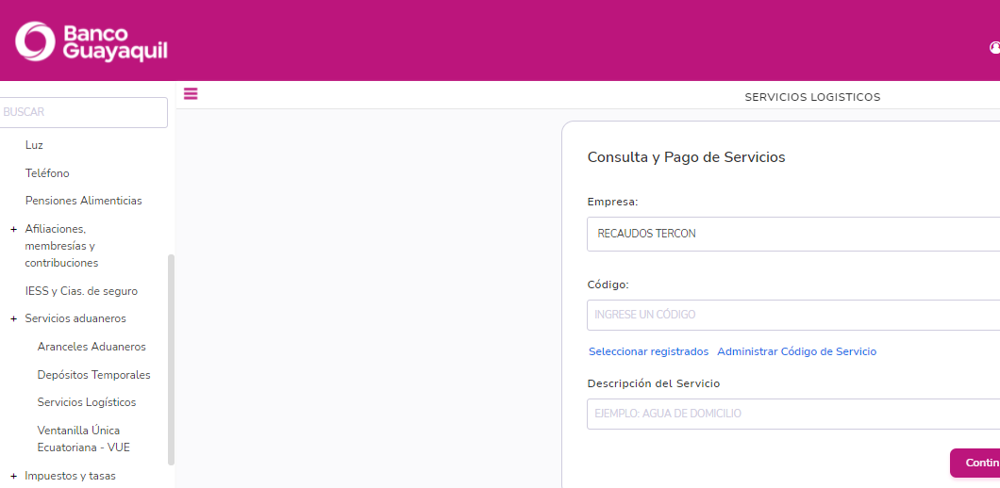 Banco
Guayaquil
SERVICIOS LOGISTICOS
BUSCAR
Luz
Teléfono
Pensiones Alimenticias
+ Afiliaciones,
membresías y
contribuciones
IESS y Cias. de seguro
+ Servicios aduaneros
Aranceles Aduaneros
Depósitos Temporales
Servicios Logísticos
Ventanilla Única
Ecuatoriana - VUE
+ Impuestos y tasas
Consulta y Pago de Servicios
Empresa:
RECAUDOS TERCON
Código:
INGRESE UN CÓDIGO
Seleccionar registrados Administrar Código de Servicio
Descripción del Servicio
EJEMPLO: AGUA DE DOMICILIO
Contin